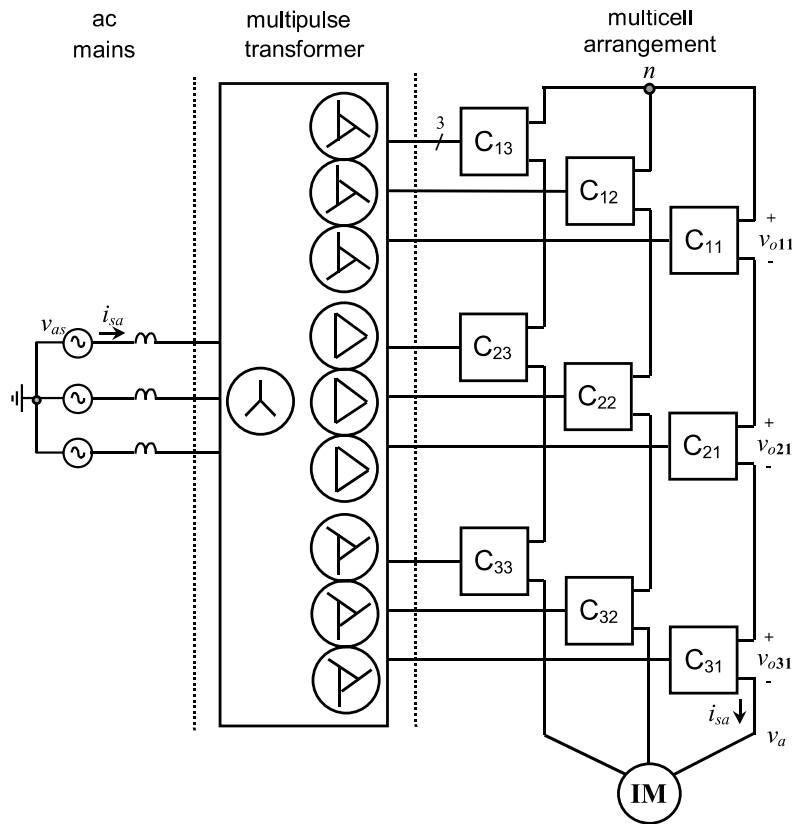 ac
mains
multipulse
transformer
multicell
arrangement
n
3
C13
C12
C11
+
vo11
-
vas
isa
C23
C22
C21
+
vo21
-
C33
C32
C31
+
vo31
-
isa
va
IM